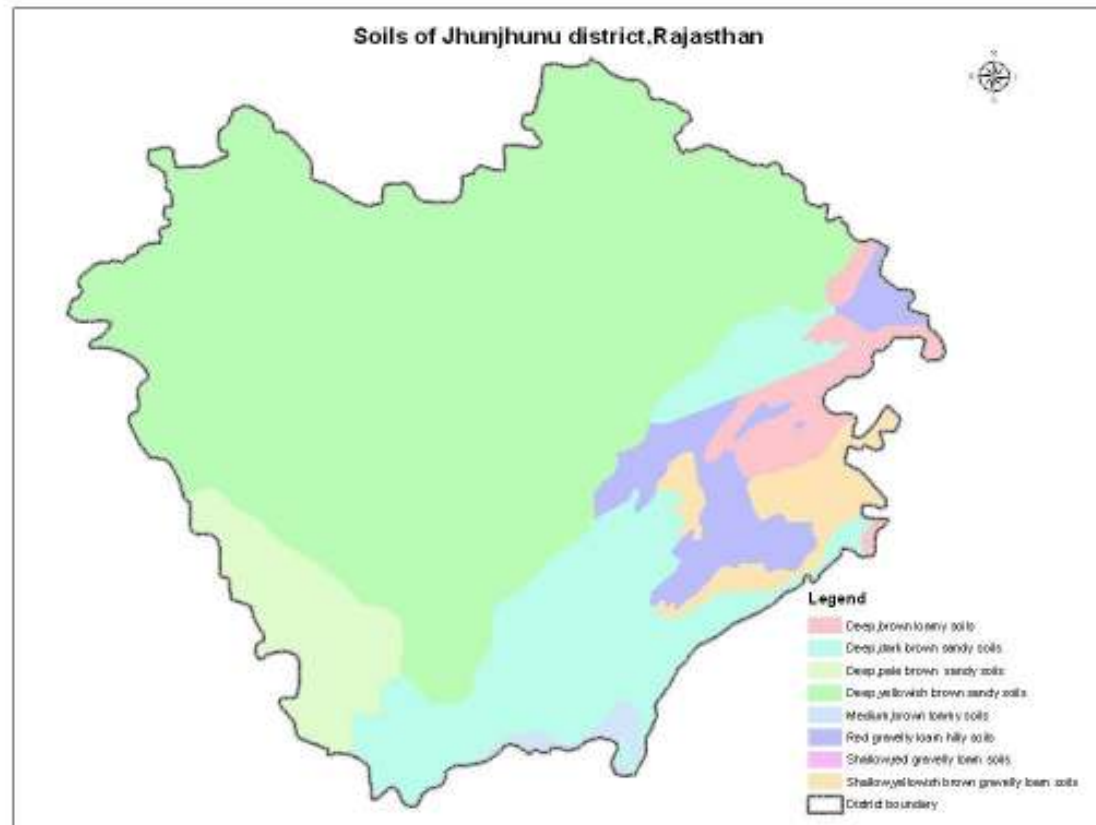 Soils of Jhunjhunu district,Rajasthan
Legend
Deep,brown loamy soils
Deep,dark brown sandy soils
Deep,pale brown sandy soils
Deep,yellowish brown sandy soils
Medium,brown loamy soils
Red gravelly loam hilly soils
Shallow,red gravelly loam soils
Shallow,yellowish brown gravelly loam soils
District boundary